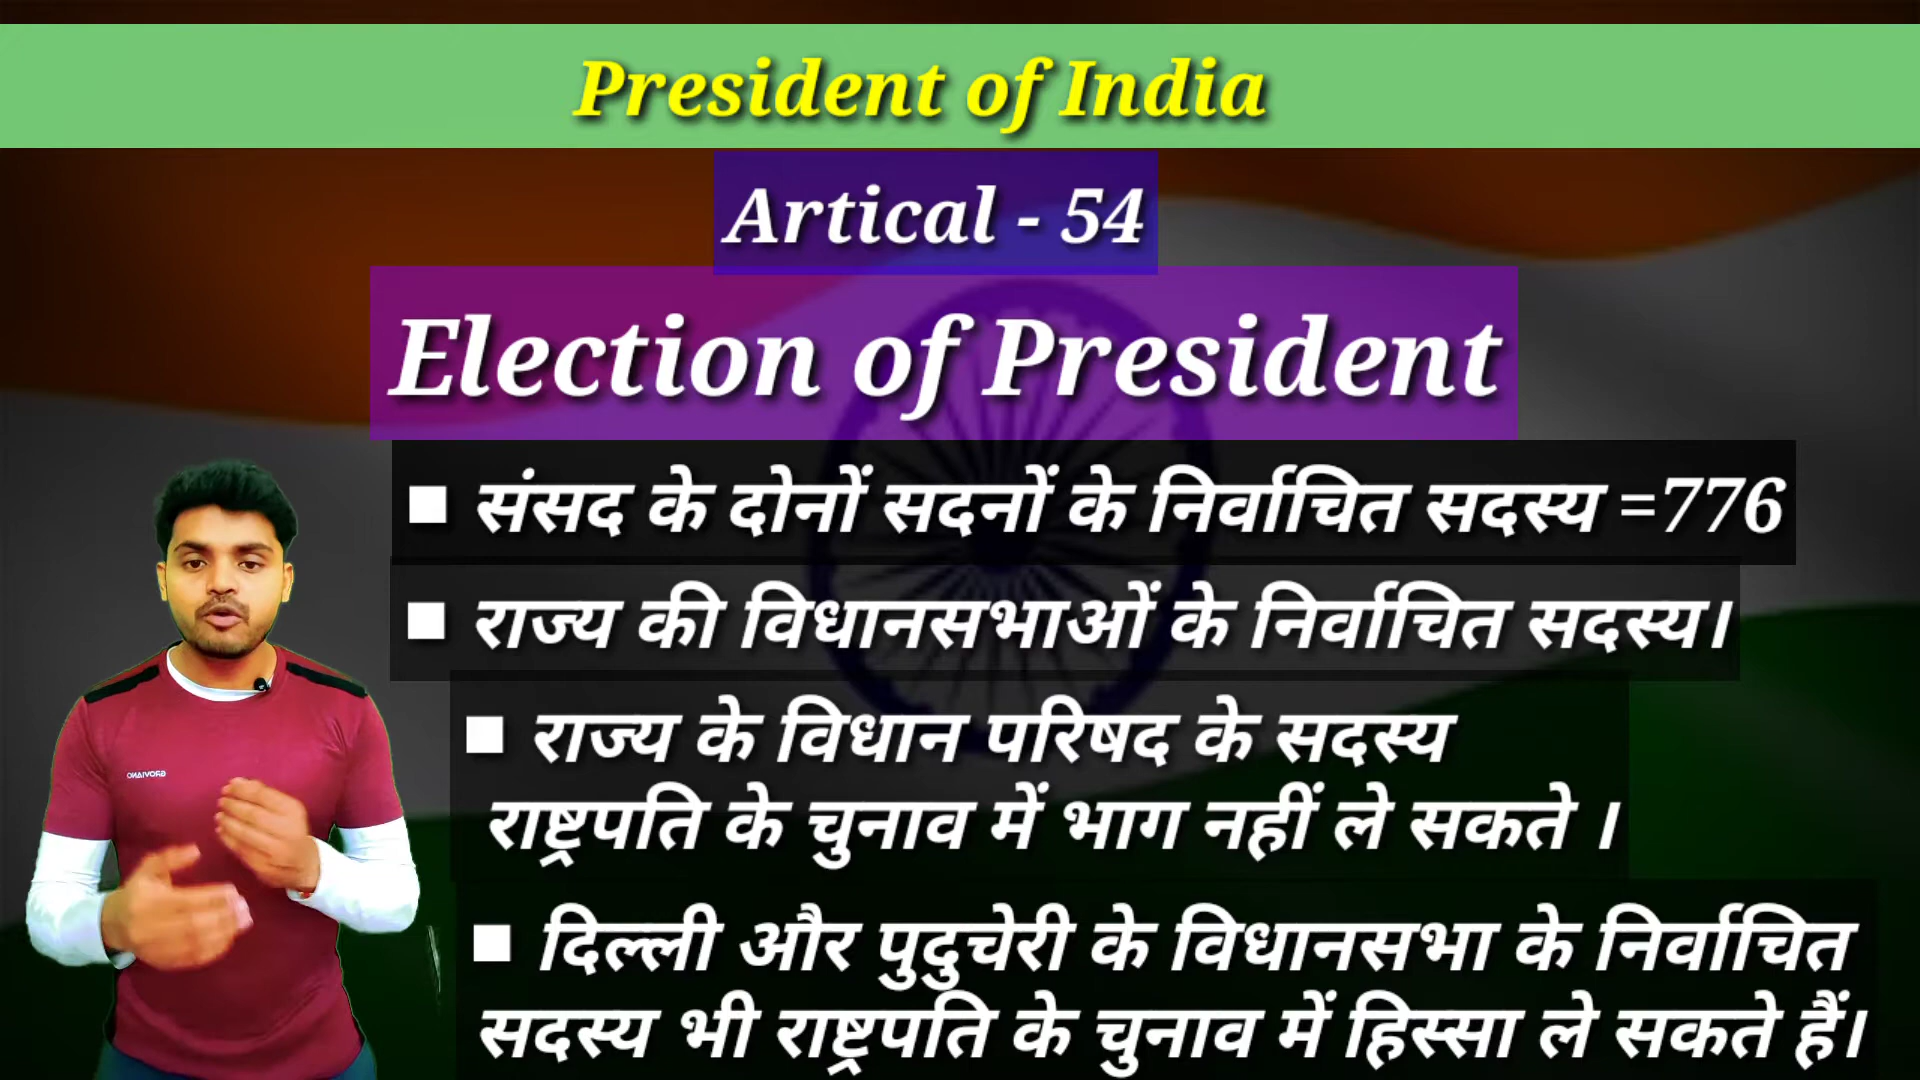 President of India
Artical - 54
Election of President
■ संसद के दोनों सदनों के निर्वाचित सदस्य =776
■ राज्य की विधानसभाओं के निर्वाचित सदस्य।
■ राज्य के विधान परिषद के सदस्य
राष्ट्रपति के चुनाव में भाग नहीं ले सकते ।
■ दिल्ली और पुदुचेरी के विधानसभा के निर्वाचित
सदस्य भी राष्ट्रपति के चुनाव में हिस्सा ले सकते हैं।